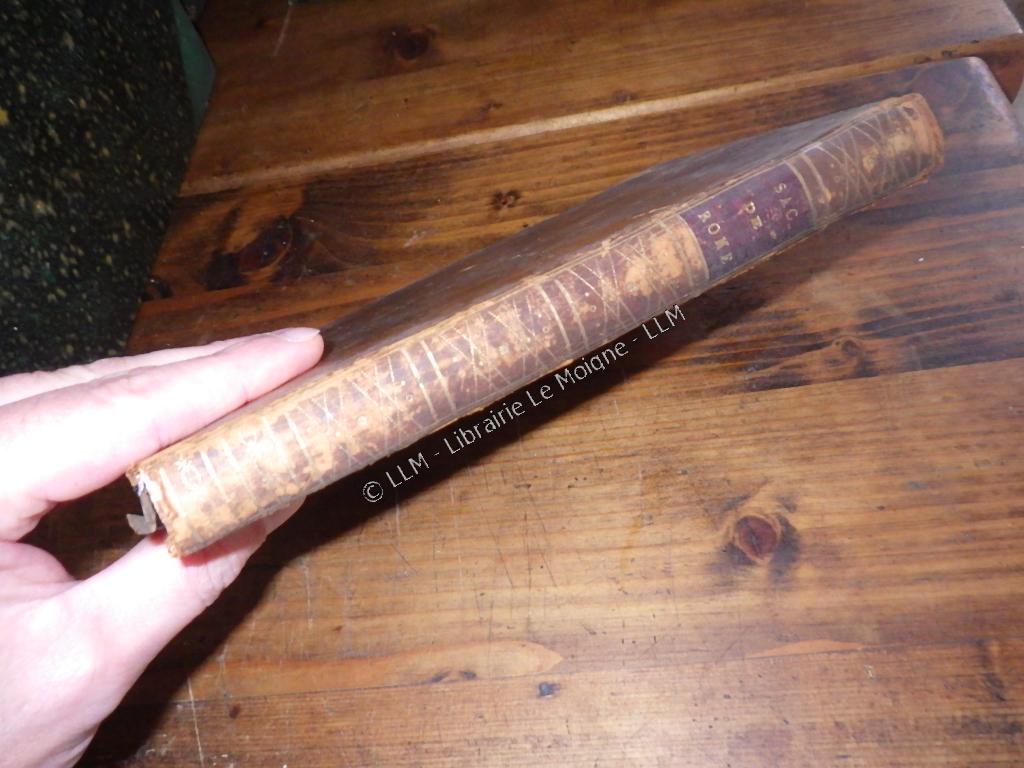 SAC
DE
ROME
© LLM - Librairie Le Moigne - LLM